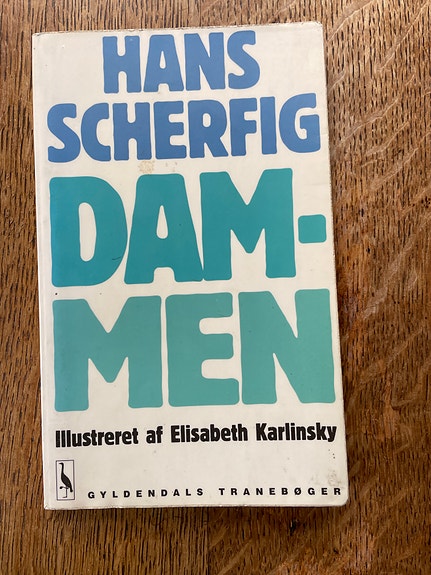 HANS
SCHERFIG
DAM-
MEN
Illustreret af Elisabeth Karlinsky
GYLDENDALS TRANEBØGER